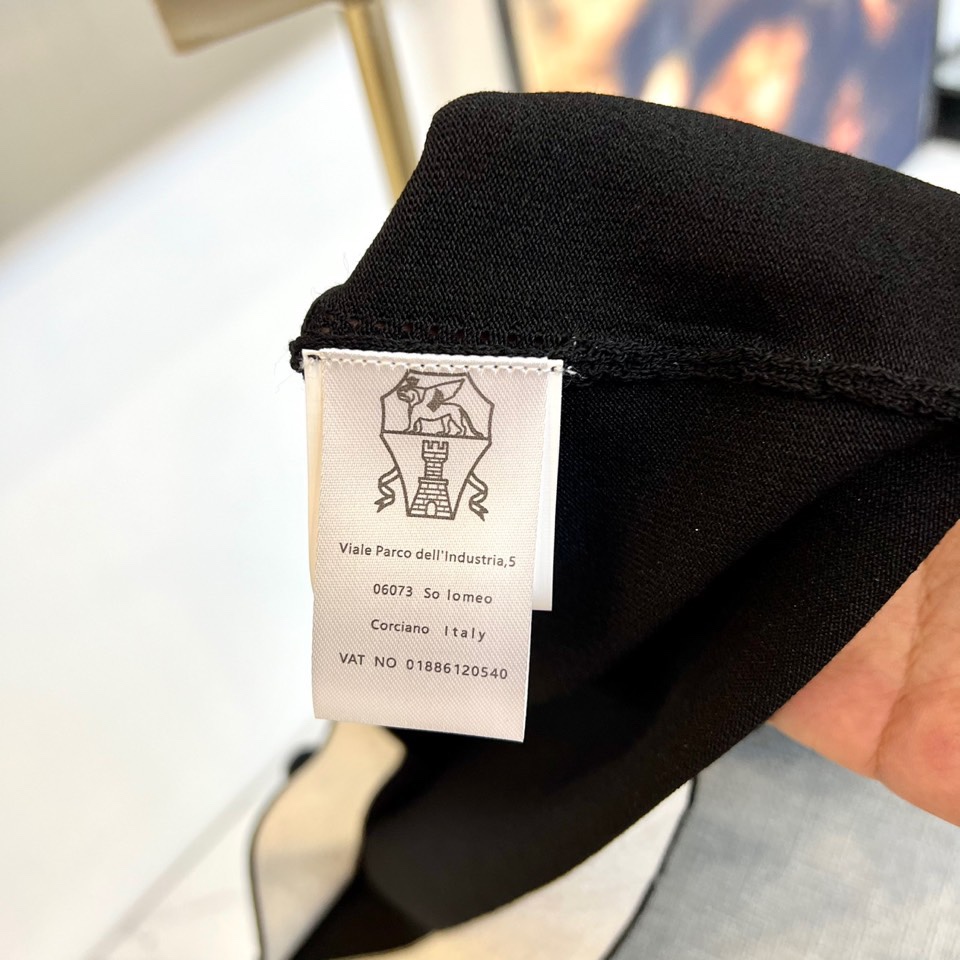 Viale Parco dell'Industria,5
06073 So lomeo
Corciano Italy
VAT NO 01886120540